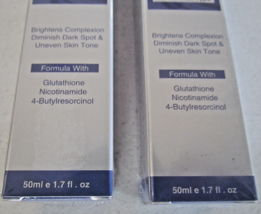 Brightens Complexion
Diminish Dark Spot &
Uneven Skin Tone
Formula With
Glutathione
Nicotinamide
4-Butylresorcinol
50ml e 1.7 fl . oz
Brightens Complexion
Diminish Dark Spot &
Uneven Skin Tone
Formula With
Glutathione
Nicotinamide
4-Butylresorcinol
50ml e 1.7 fl . oz